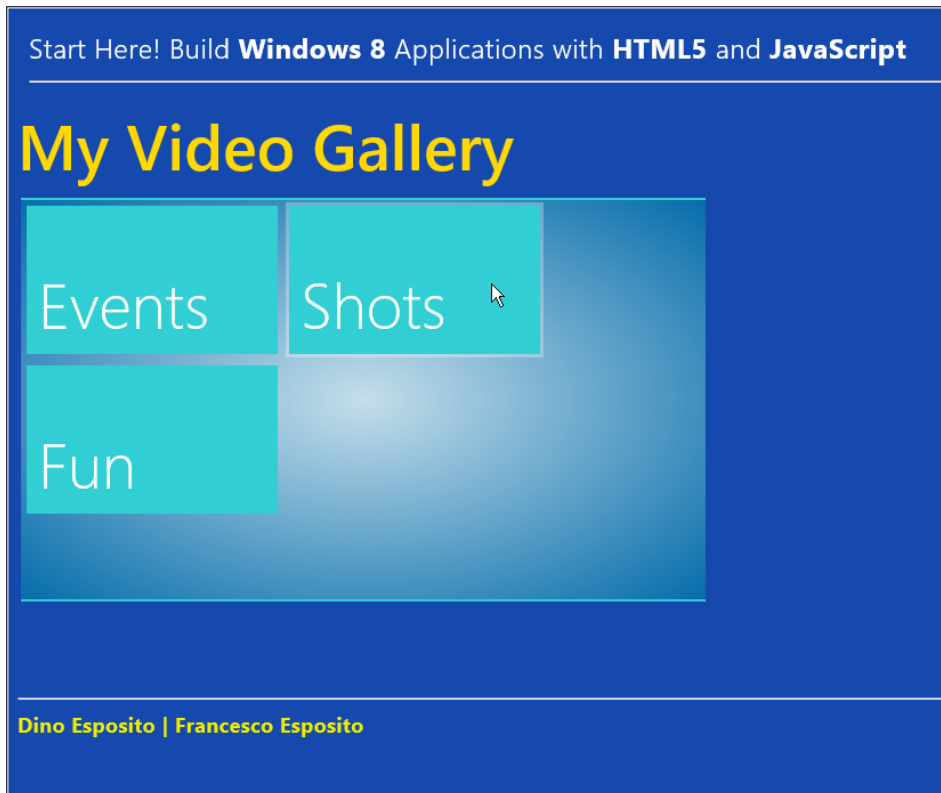 Start Here! Build Windows 8 Applications with HTML5 and JavaScript
My Video Gallery
Events
Shots
Fun
Dino Esposito | Francesco Esposito